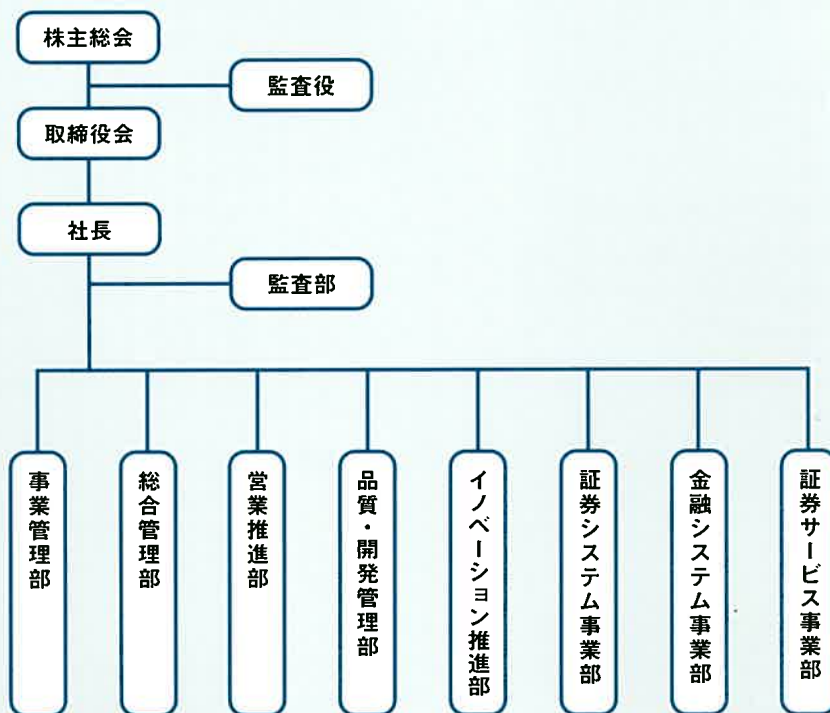 株主総会
監査役
取締役会
社長
監査部
事業管理部
総合管理部
営業推進部
品質・開発管理部
イノベーション推進部
証券システム事業部
金融システム事業部
証券サービス事業部